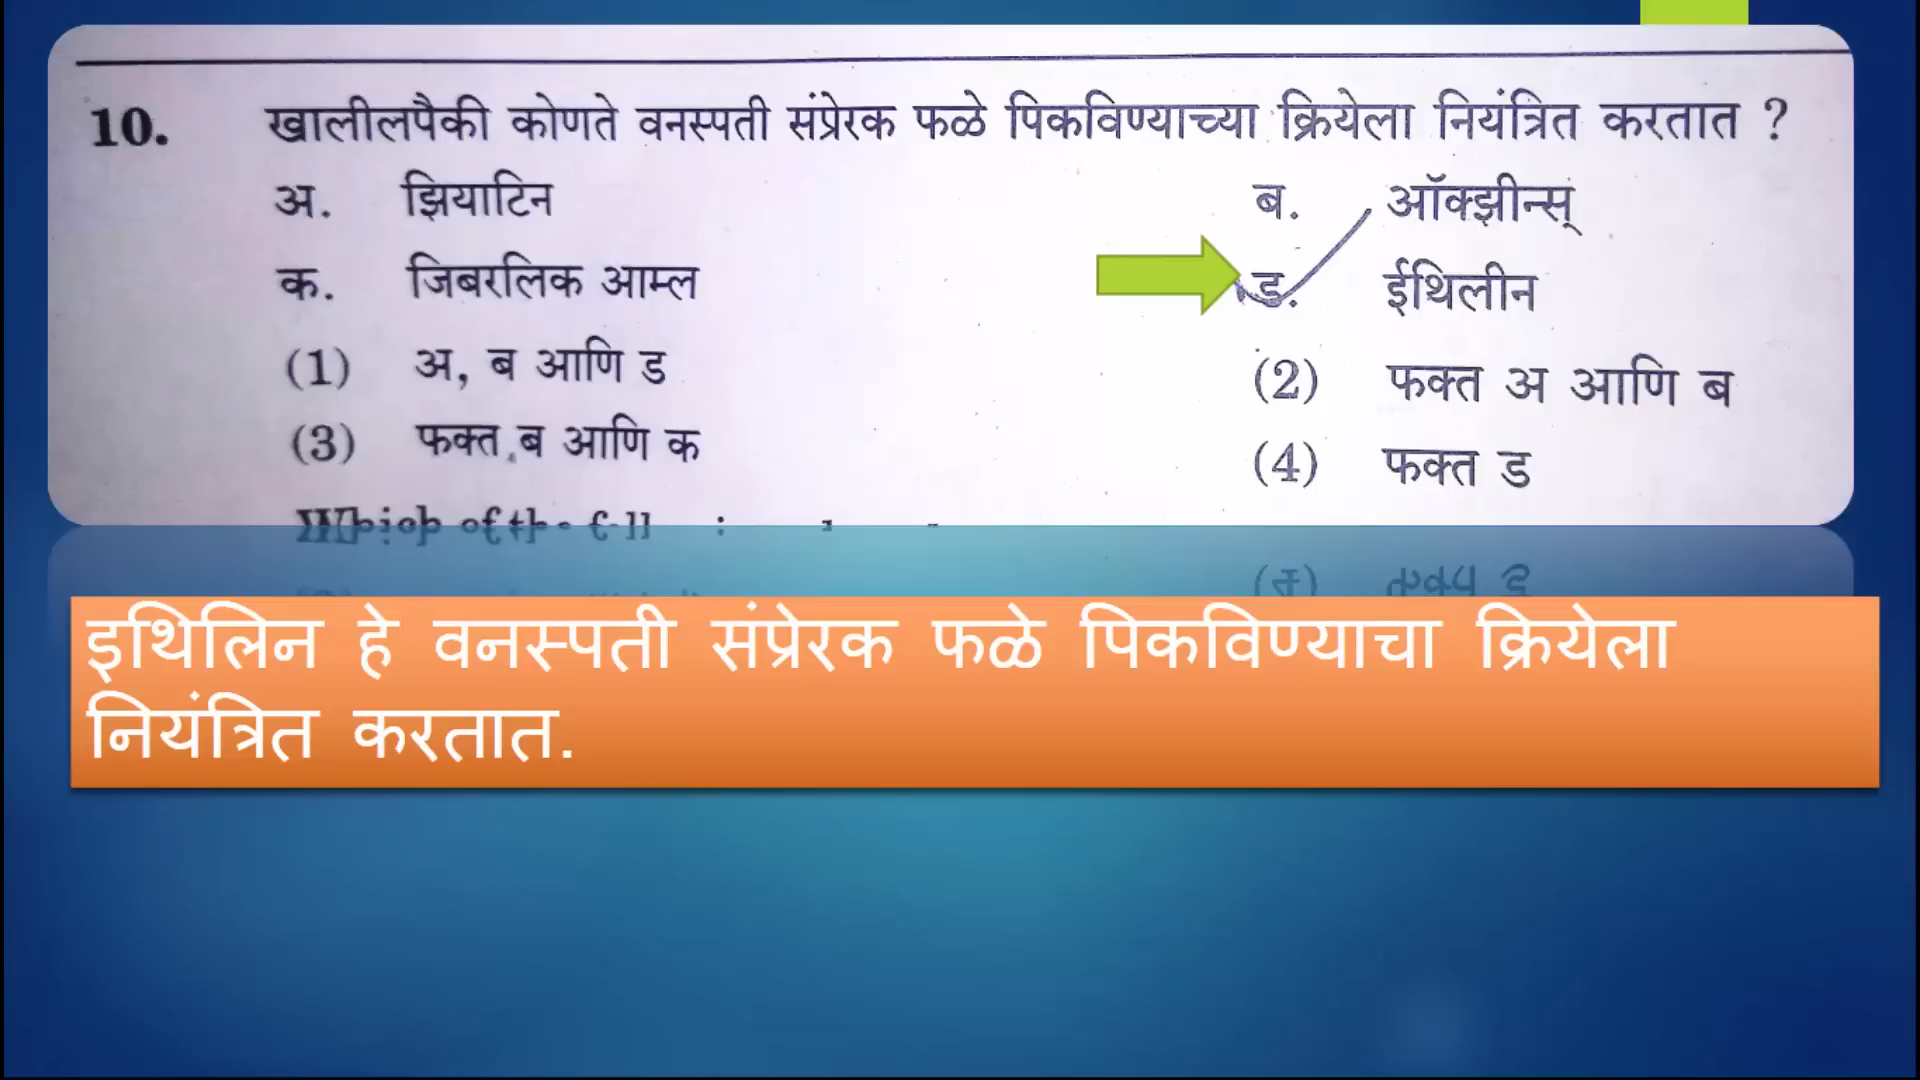 10. खालीलपैकी कोणते वनस्पती संप्रेरक फळे पिकविण्याच्या क्रियेला नियंत्रित करतात ?
अ. झियाटिन ब. ऑक्झीन्स्
क. जिबरलिक आम्ल ड. ईथिलीन
(1) अ, ब आणि ड (2) फक्त अ आणि ब
(3) फक्त ब आणि क (4) फक्त ड
इथिलिन हे वनस्पती संप्रेरक फळे पिकविण्याचा क्रियेला
नियंत्रित करतात.